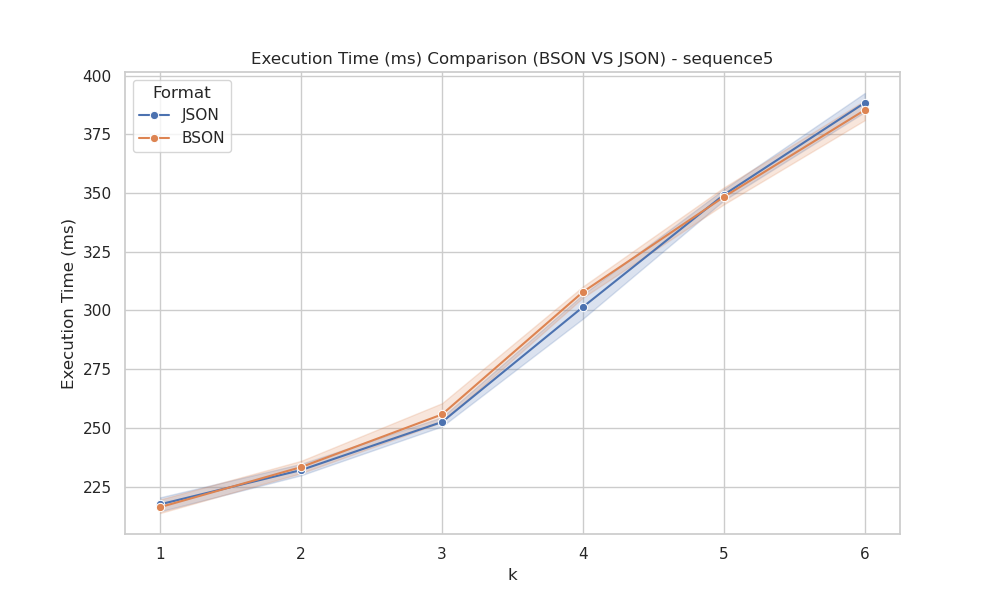 Execution Time (ms) Comparison (BSON VS JSON) - sequence5
Format
JSON
BSON
Execution Time (ms)
400
375
350
325
300
275
250
225
1 2 3 4 5 6
k